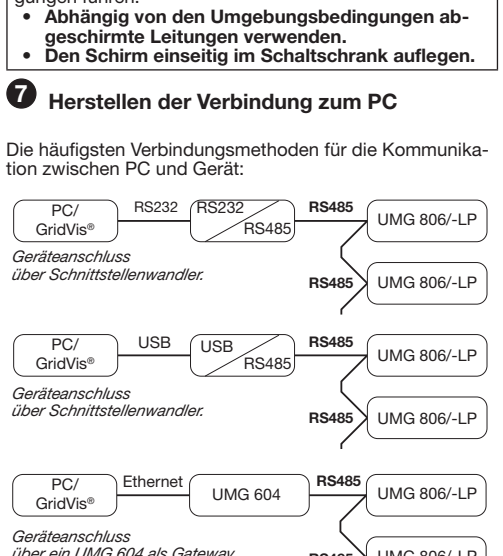 gungen führen.
• Abhängig von den Umgebungsbedingungen ab-
geschirmte Leitungen verwenden.
• Den Schirm einseitig im Schaltschrank auflegen.
7 Herstellen der Verbindung zum PC
Die häufigsten Verbindungsmethoden für die Kommunika-
tion zwischen PC und Gerät:
PC/
GridVis®
RS232
RS232
RS485
RS485
UMG 806/-LP
Geräteanschluss
über Schnittstellenwandler.
RS485
UMG 806/-LP
PC/
GridVis®
USB
USB
RS485
RS485
UMG 806/-LP
Geräteanschluss
über Schnittstellenwandler.
RS485
UMG 806/-LP
PC/
GridVis®
Ethernet
UMG 604
RS485
UMG 806/-LP
Geräteanschluss
über ein UMG 604 als Gateway
RS485
UMG 806/-LP